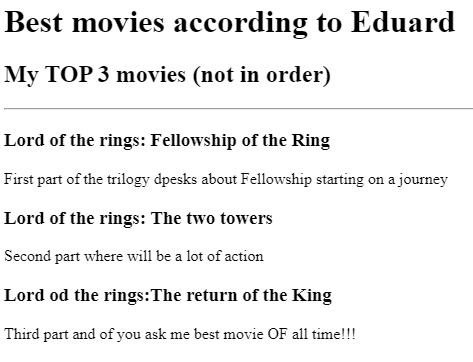 Best movies according to Eduard
My TOP 3 movies (not in order)
Lord of the rings: Fellowship of the Ring
First part of the trilogy dpesks about Fellowship starting on a journey
Lord of the rings: The two towers
Second part where will be a lot of action
Lord od the rings:The return of the King
Third part and of you ask me best movie OF all time!!!